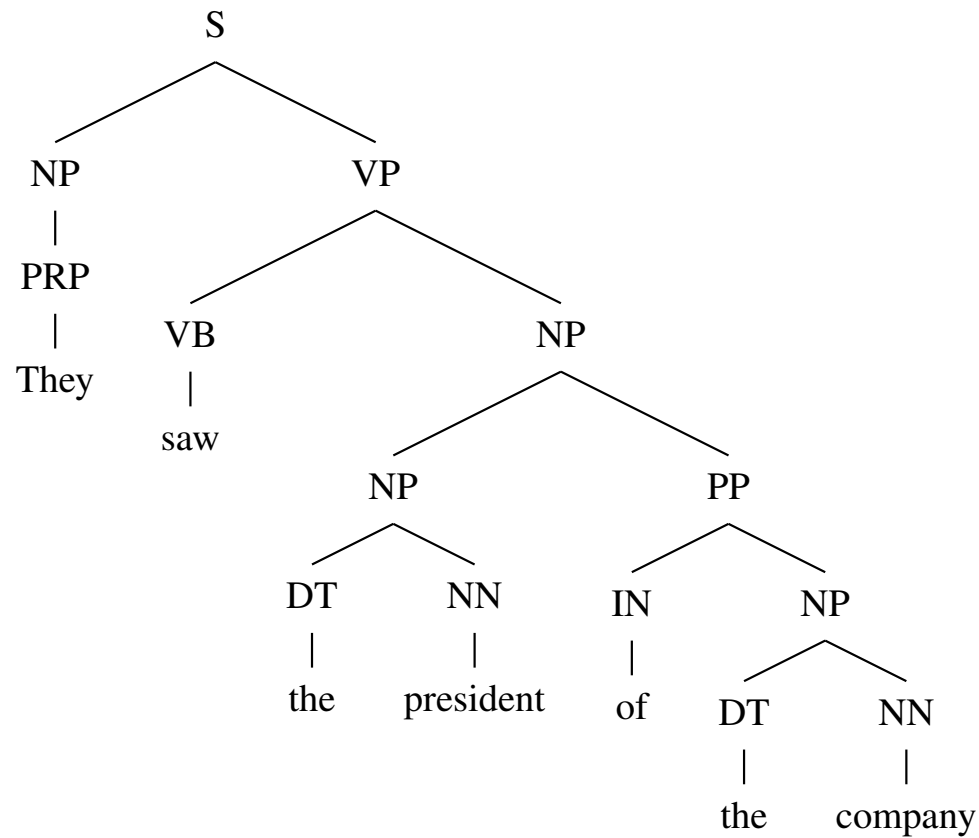 S
NP VP
PRP
VB NP
They
saw
NP PP
DT NN IN NP
the president of
DT NN
the company